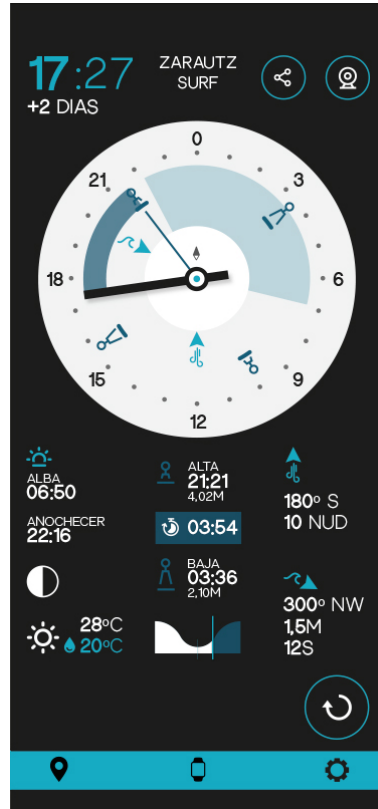 17:27
+2 DIAS
ZARAUTZ
SURF
0
3
6
9
12
15
18
21
ALBA
06:50
ANOCHECER
22:16
28ºC
20ºC
ALTA
21:21
4,02M
03:54
BAJA
03:36
2,10M
180º S
10 NUD
300º NW
1,5M
12S